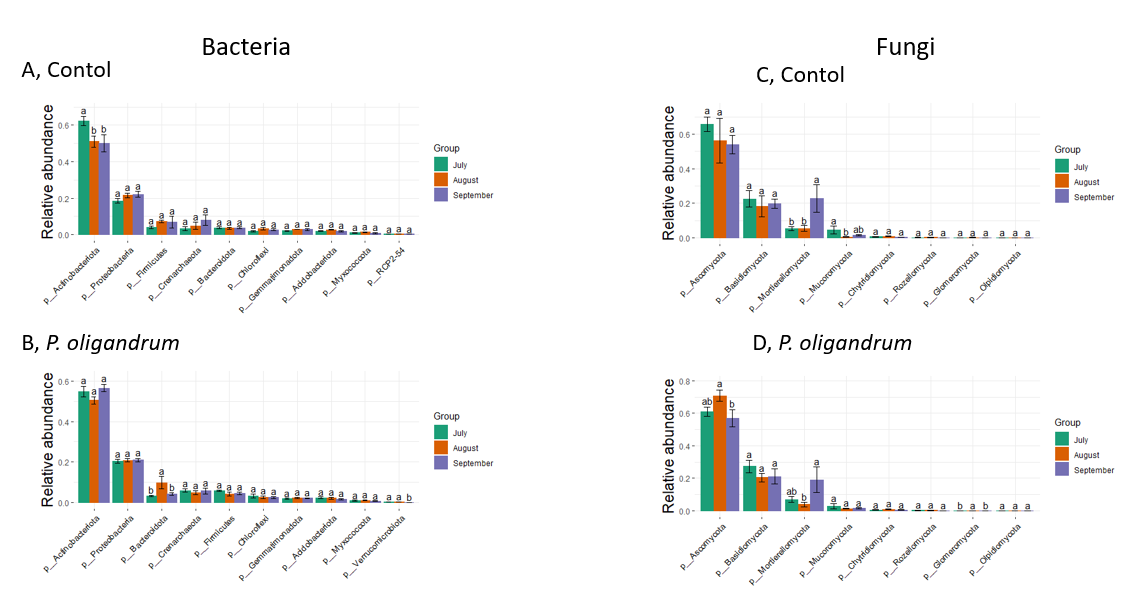 Bacteria
A, Contol
Relative abundance
0.6
0.4
0.2
0.0
a b b
a a a
a a a
a a a
a a a
a a a
a a a
a a a
a a a
a a a
p__Actinobacteriota
p__Proteobacteria
p__Firmicutes
p__Crenarchaeota
p__Bacteroidota
p__Chloroflexi
p__Gemmatimonadota
p__Acidobacteriota
p__Myxococcota
p__RCP2-54
Group
July
August
September
B, P. oligandrum
Relative abundance
0.6
0.4
0.2
0.0
a a a
a a a
b a b
a a a
a a a
a a a
a a a
a a a
a a a
a a b
p__Actinobacteriota
p__Proteobacteria
p__Bacteroidota
p__Crenarchaeota
p__Firmicutes
p__Chloroflexi
p__Gemmatimonadota
p__Acidobacteriota
p__Myxococcota
p__Verrucomicrobiota
Group
July
August
September
Fungi
C, Contol
Relative abundance
0.6
0.4
0.2
0.0
a a a
a a a
b b a
a b ab
a a a
a a a
a a a
a a a
p__Ascomycota
p__Basidiomycota
p__Mortierellomycota
p__Mucoromycota
p__Chytridiomycota
p__Rozellomycota
p__Glomeromycota
p__Olpidiomycota
Group
July
August
September
D, P. oligandrum
Relative abundance
0.8
0.6
0.4
0.2
0.0
ab a b
a a a
ab b a
a a a
a a a
a a a
b a b
a a a
p__Ascomycota
p__Basidiomycota
p__Mortierellomycota
p__Mucoromycota
p__Chytridiomycota
p__Rozellomycota
p__Glomeromycota
p__Olpidiomycota
Group
July
August
September